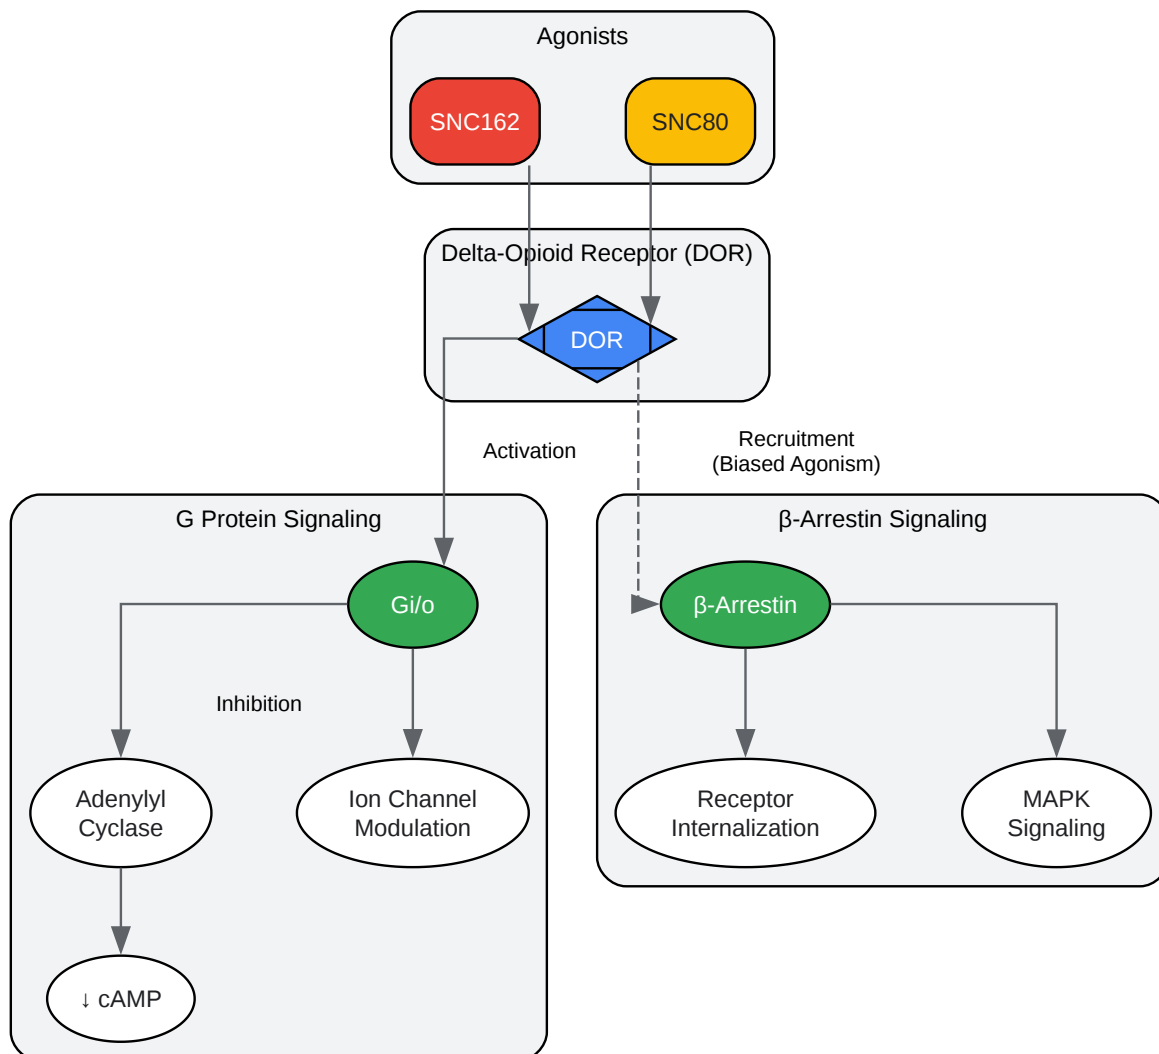 Agonists
SNC162
SNC80
Delta-Opioid Receptor (DOR)
DOR
Activation
Recruitment
(Biased Agonism)
G Protein Signaling
β-Arrestin Signaling
Gi/o
β-Arrestin
Inhibition
Adenylyl
Cyclase
Ion Channel
Modulation
Receptor
Internalization
MAPK
Signaling
↓ cAMP